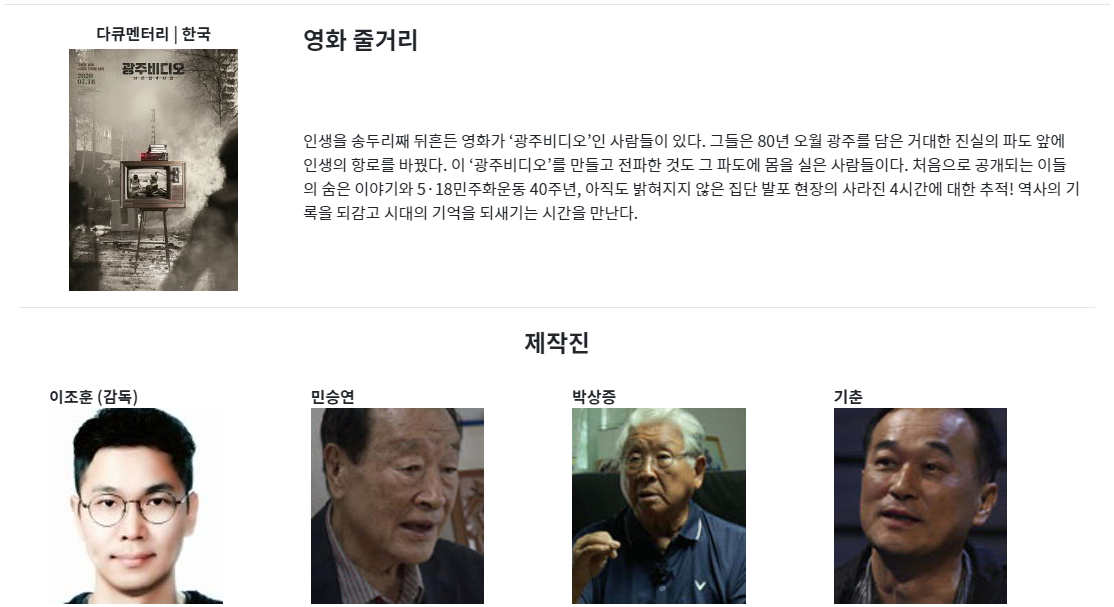 다큐멘터리 | 한국
광주비디오
2020
07.16
영화 줄거리
인생을 송두리째 뒤흔든 영화가 ‘광주비디오’인 사람들이 있다. 그들은 80년 오월 광주를 담은 거대한 진실의 파도 앞에
인생의 항로를 바꿨다. 이 ‘광주비디오’를 만들고 전파한 것도 그 파도에 몸을 실은 사람들이다. 처음으로 공개되는 이들
의 숨은 이야기와 5·18민주화운동 40주년, 아직도 밝혀지지 않은 집단 발포 현장의 사라진 4시간에 대한 추적! 역사의 기
록을 되감고 시대의 기억을 되새기는 시간을 만난다.
제작진
이조훈 (감독)
민승연
박상증
기춘